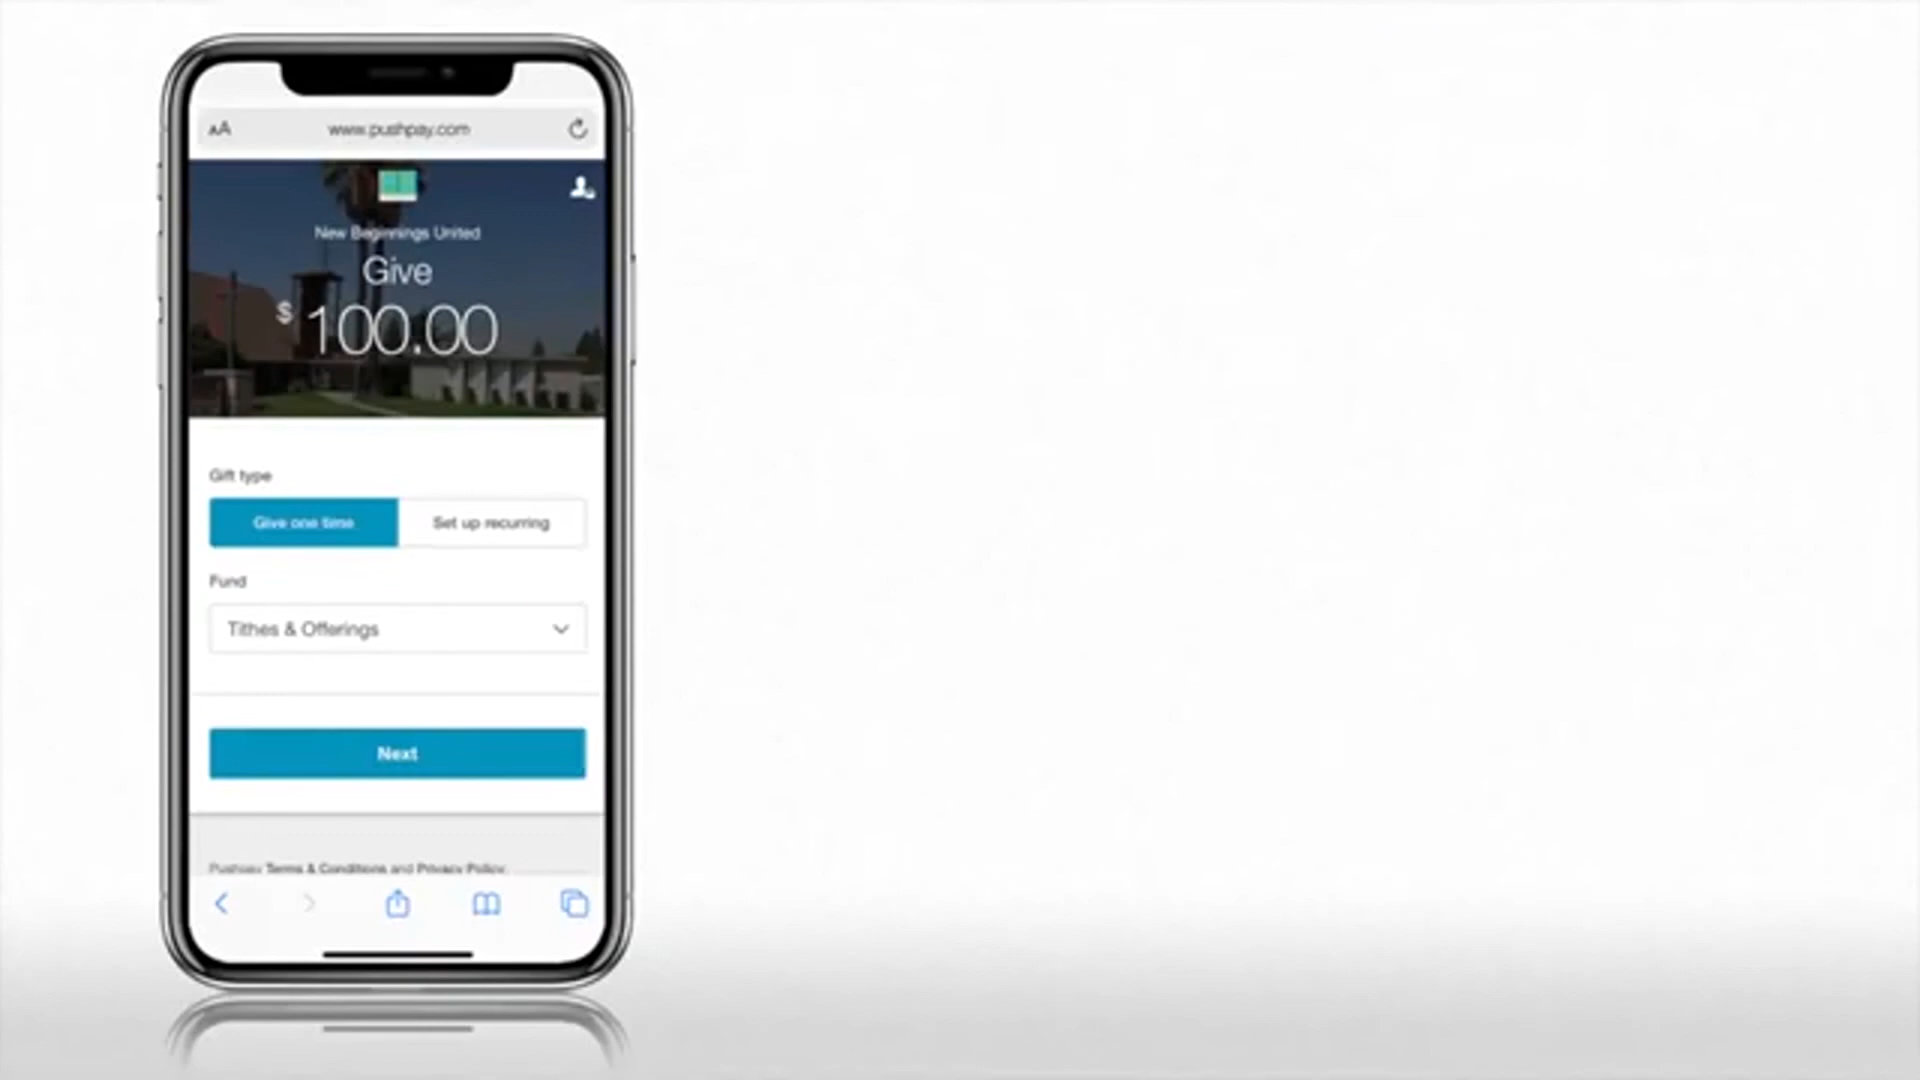 AA www.pushpay.com
New Beginnings United
Give
$ 100.00
Gift type
Give one time Set up recurring
Fund
Tithes & Offerings
Next
Pushpay Terms & Conditions and Privacy Policy.